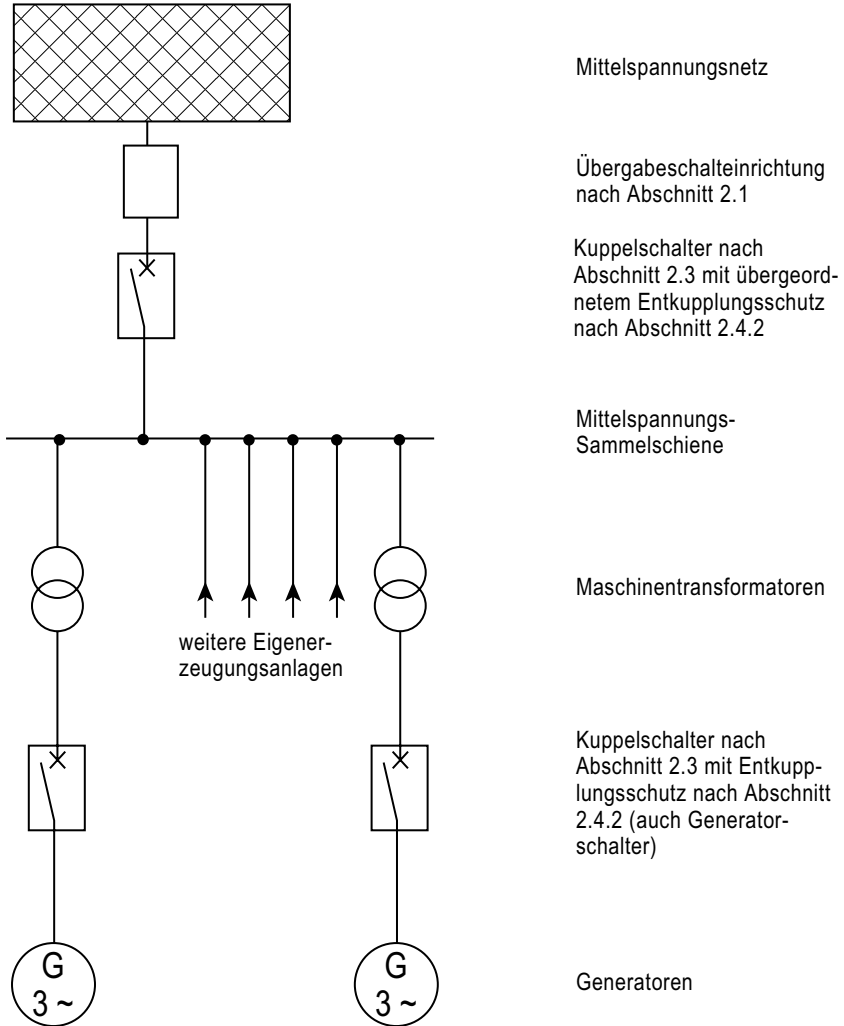 Mittelspannungsnetz
Übergabeschalteinrichtung
nach Abschnitt 2.1
Kuppelschalter nach
Abschnitt 2.3 mit übergeord-
netem Entkupplungsschutz
nach Abschnitt 2.4.2
Mittelspannungs-
Sammelschiene
Maschinentransformatoren
weitere Eigener-
zeugungsanlagen
Kuppelschalter nach
Abschnitt 2.3 mit Entkupp-
lungsschutz nach Abschnitt
2.4.2 (auch Generator-
schalter)
G
3 ~
G
3 ~
Generatoren